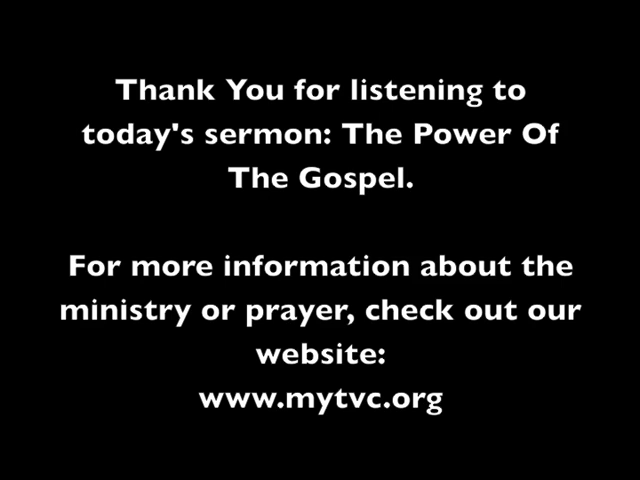 Thank You for listening to
today's sermon: The Power Of
The Gospel.
For more information about the
ministry or prayer, check out our
website:
www.mytvc.org